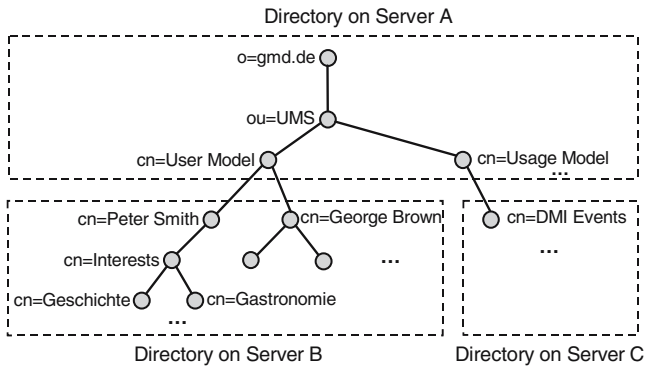 Directory on Server A
o=gmd.de
ou=UMS
cn=User Model
cn=Usage Model
...
cn=Peter Smith
cn=George Brown
cn=DMI Events
cn=Interests
...
...
cn=Geschichte
cn=Gastronomie
...
Directory on Server B
Directory on Server C